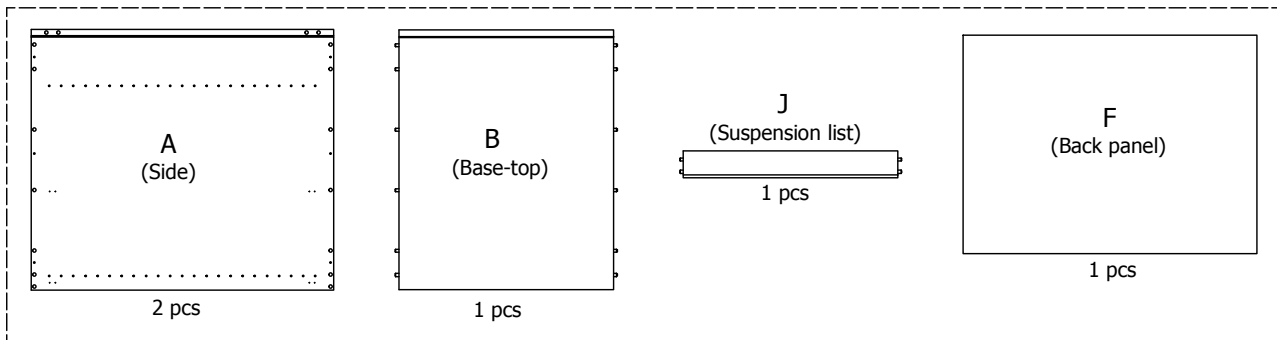 A
(Side)
2 pcs
B
(Base-top)
1 pcs
J
(Suspension list)
1 pcs
F
(Back panel)
1 pcs